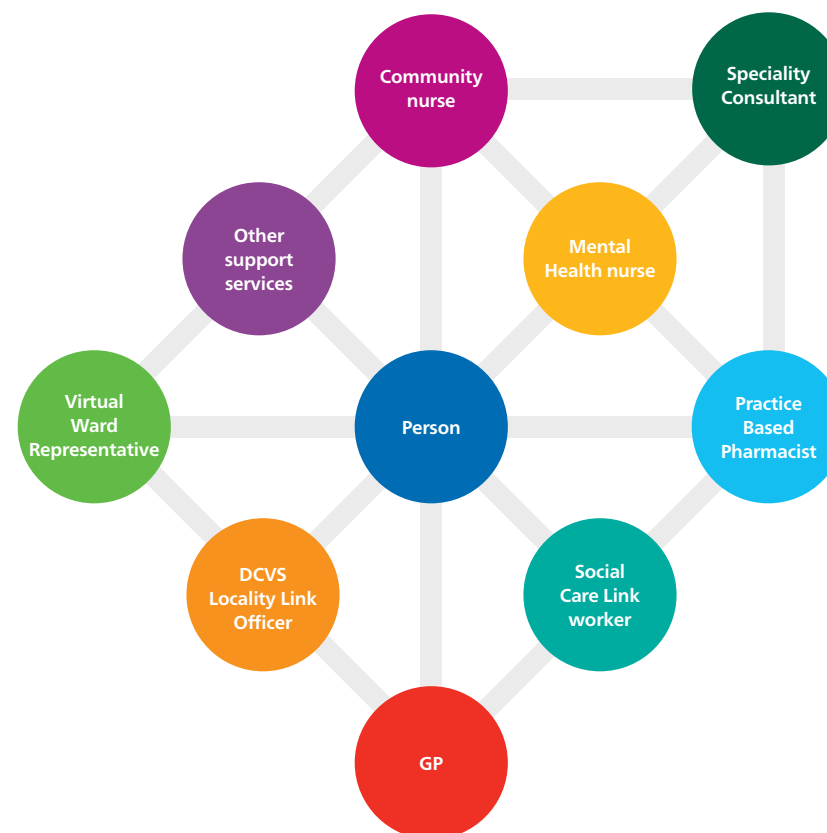 Community
nurse
Speciality
Consultant
Other
support
services
Mental
Health nurse
Virtual
Ward
Representative
Person
Practice
Based
Pharmacist
DCVS
Locality Link
Officer
Social
Care Link
worker
GP